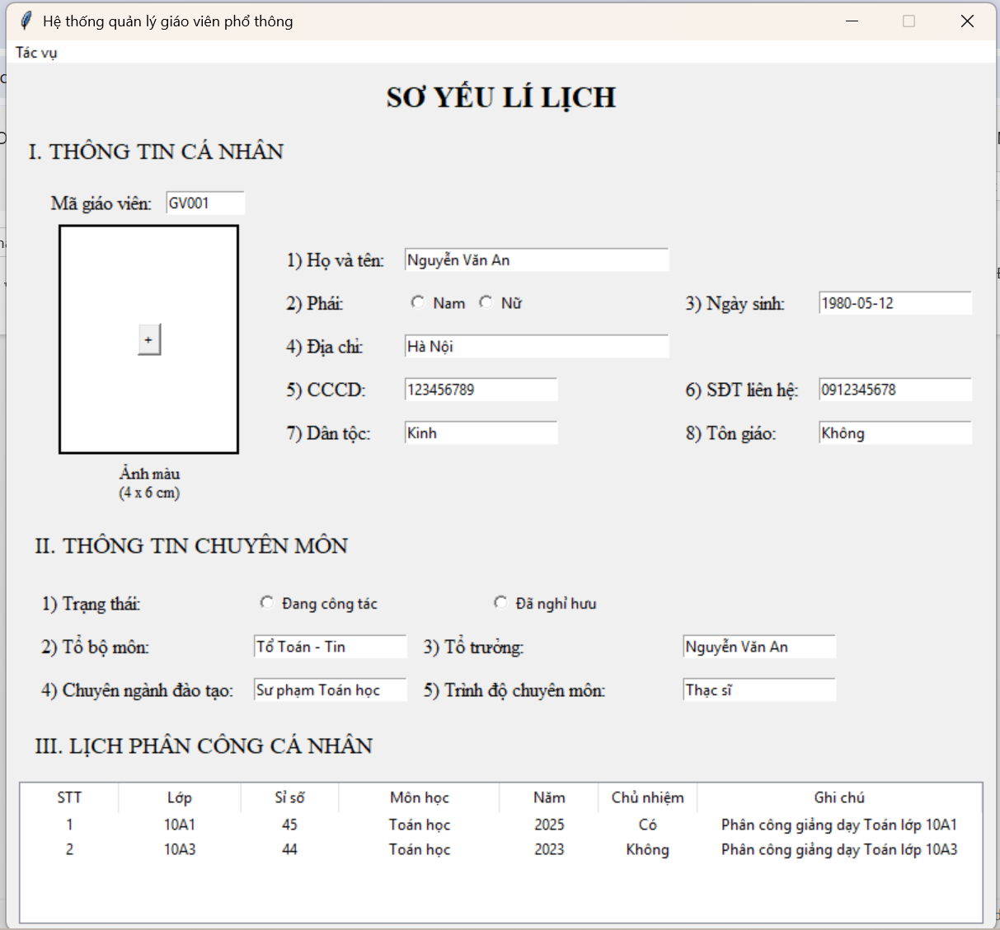 Hệ thống quản lý giáo viên phổ thông
Tác vụ
SƠ YẾU LÍ LỊCH
I. THÔNG TIN CÁ NHÂN
Mã giáo viên: GV001
+
Ảnh màu
(4 x 6 cm)
1) Họ và tên: Nguyễn Văn An
2) Phái: Nam Nữ 3) Ngày sinh: 1980-05-12
4) Địa chỉ: Hà Nội
5) CCCD: 123456789 6) SĐT liên hệ: 0912345678
7) Dân tộc: Kinh 8) Tôn giáo: Không
II. THÔNG TIN CHUYÊN MÔN
1) Trạng thái: Đang công tác Đã nghỉ hưu
2) Tổ bộ môn: Tổ Toán - Tin 3) Tổ trưởng: Nguyễn Văn An
4) Chuyên ngành đào tạo: Sư phạm Toán học 5) Trình độ chuyên môn: Thạc sĩ
III. LỊCH PHÂN CÔNG CÁ NHÂN
STT Lớp Sỉ số Môn học Năm Chủ nhiệm Ghi chú
1 10A1 45 Toán học 2025 Có Phân công giảng dạy Toán lớp 10A1
2 10A3 44 Toán học 2023 Không Phân công giảng dạy Toán lớp 10A3